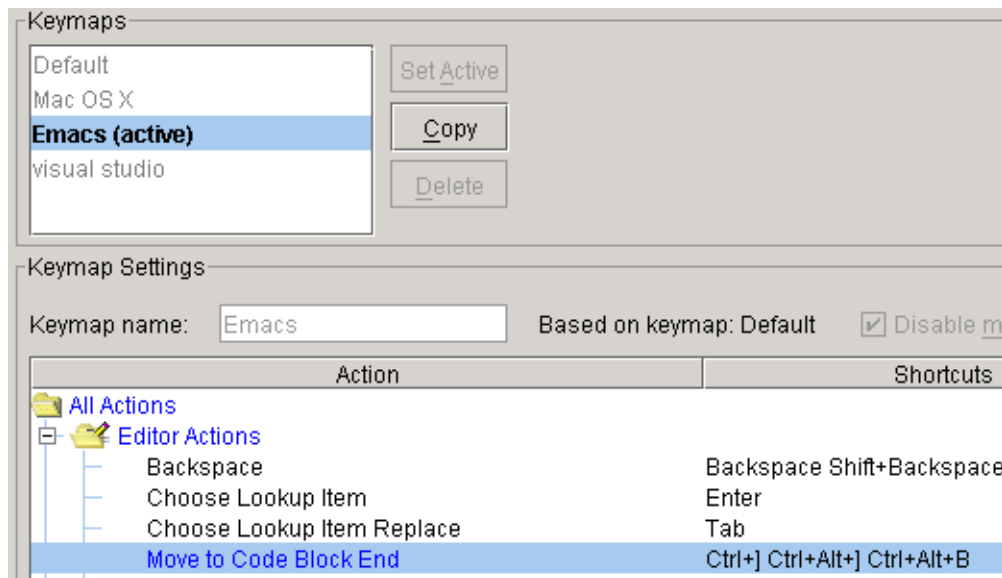 Keymaps
Default
Set Active
Mac OS X
Emacs (active)
Copy
visual studio
Delete
Keymap Settings
Keymap name: Emacs Based on keymap: Default Disable m
Action Shortcuts
All Actions
Editor Actions
Backspace Backspace Shift+Backspace
Choose Lookup Item Enter
Choose Lookup Item Replace Tab
Move to Code Block End Ctrl+] Ctrl+Alt+] Ctrl+Alt+B